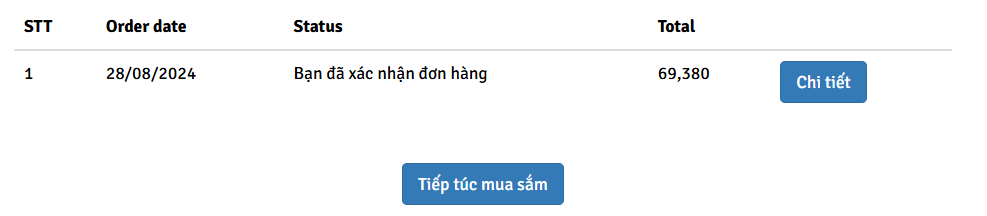 STT Order date Status Total
1 28/08/2024 Bạn đã xác nhận đơn hàng 69,380 Chi tiết
Tiếp túc mua sắm